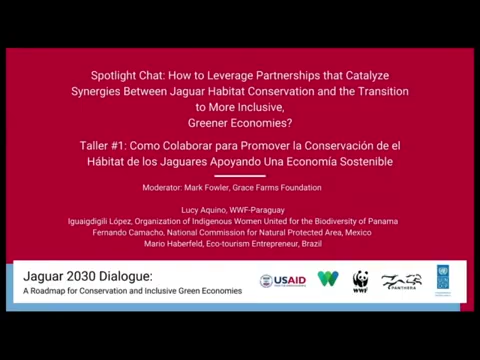 Spotlight Chat: How to Leverage Partnerships that Catalyze
Synergies Between Jaguar Habitat Conservation and the Transition
to More Inclusive,
Greener Economies?
Taller #1: Como Colaborar para Promover la Conservación de el
Hábitat de los Jaguares Apoyando Una Economía Sostenible
Moderator: Mark Fowler, Grace Farms Foundation
Lucy Aquino, WWF-Paraguay
Iguaigdigili López, Organization of Indigenous Women United for the Biodiversity of Panama
Fernando Camacho, National Commission for Natural Protected Area, Mexico
Mario Haberfeld, Eco-tourism Entrepreneur, Brazil
Jaguar 2030 Dialogue:
A Roadmap for Conservation and Inclusive Green Economies
USAID
WWF
PANTHERA